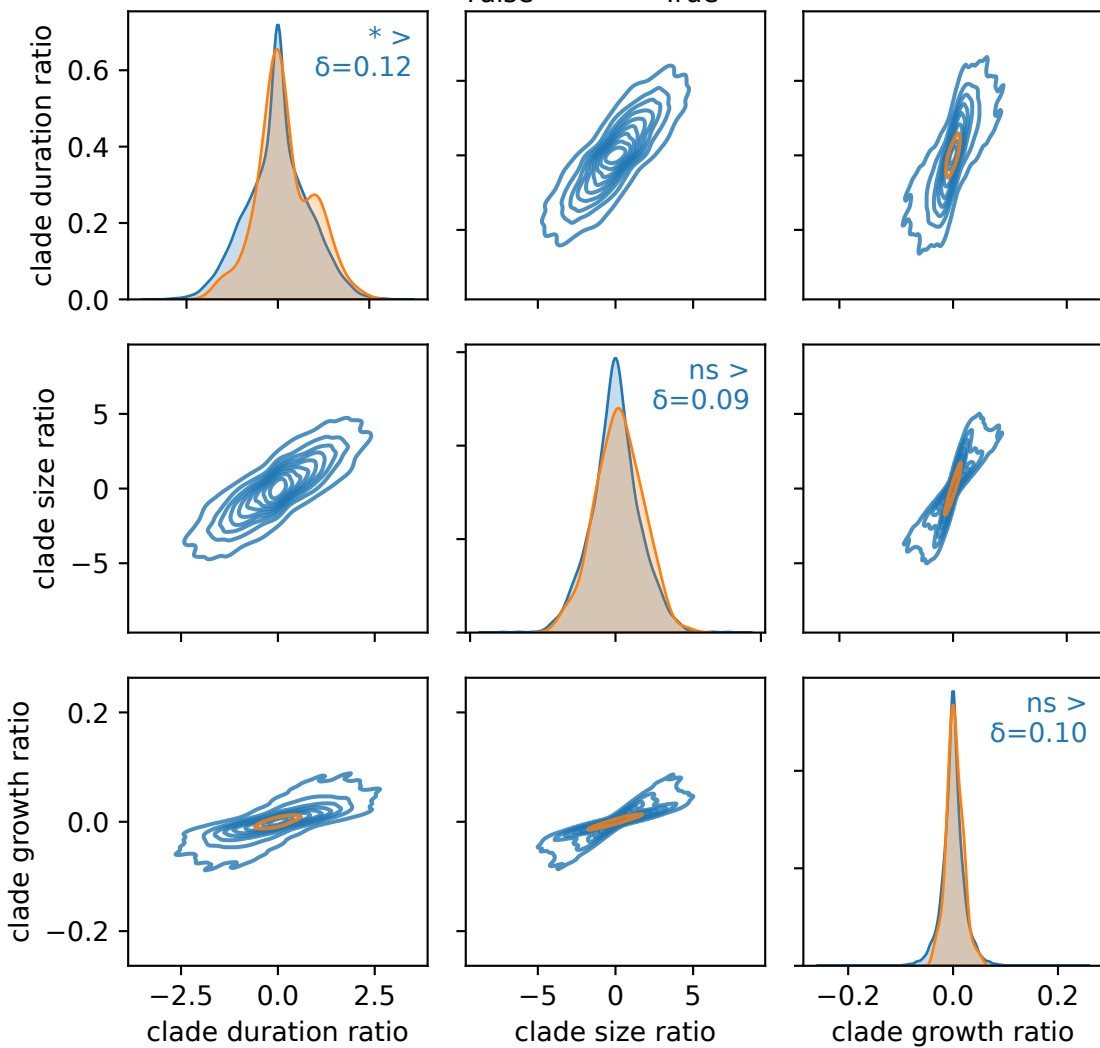 clade duration ratio
0.6
0.4
0.2
0.0
* >
δ=0.12
clade size ratio
5
0
−5
ns >
δ=0.09
clade growth ratio
0.2
0.0
−0.2
ns >
δ=0.10
−2.5 0.0 2.5
−5 0 5
−0.2 0.0 0.2
clade duration ratio
clade size ratio
clade growth ratio